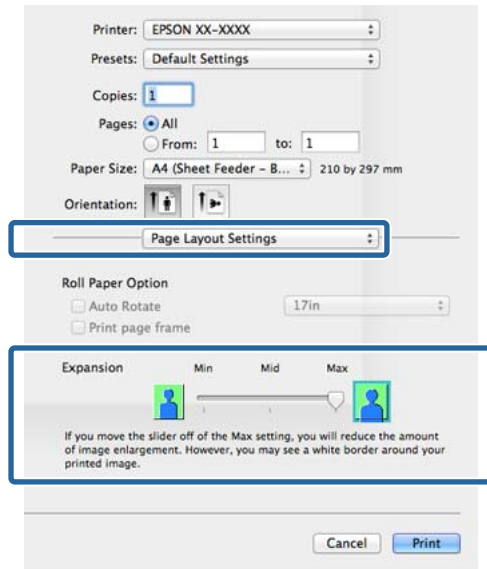 Printer: EPSON XX-XXXX
Presets: Default Settings
Copies: 1
Pages: All
From: 1 to: 1
Paper Size: A4 (Sheet Feeder - B... 210 by 297 mm
Orientation:
Page Layout Settings
Roll Paper Option
Auto Rotate 17in
Print page frame
Expansion Min Mid Max
If you move the slider off of the Max setting, you will reduce the amount
of image enlargement. However, you may see a white border around your
printed image.
Cancel Print